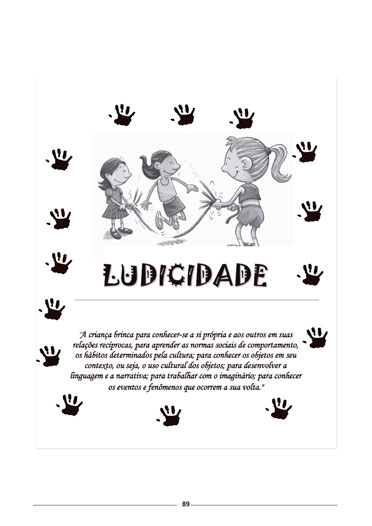 LUDICIDADE
"A criança brinca para conhecer-se a si própria e aos outros em suas
relações recíprocas, para aprender as normas sociais de comportamento,
os hábitos determinados pela cultura; para conhecer os objetos em seu
contexto, ou seja, o uso cultural dos objetos; para desenvolver a
linguagem e a narrativa; para trabalhar com o imaginário; para conhecer
os eventos e fenômenos que ocorrem a sua volta."
89